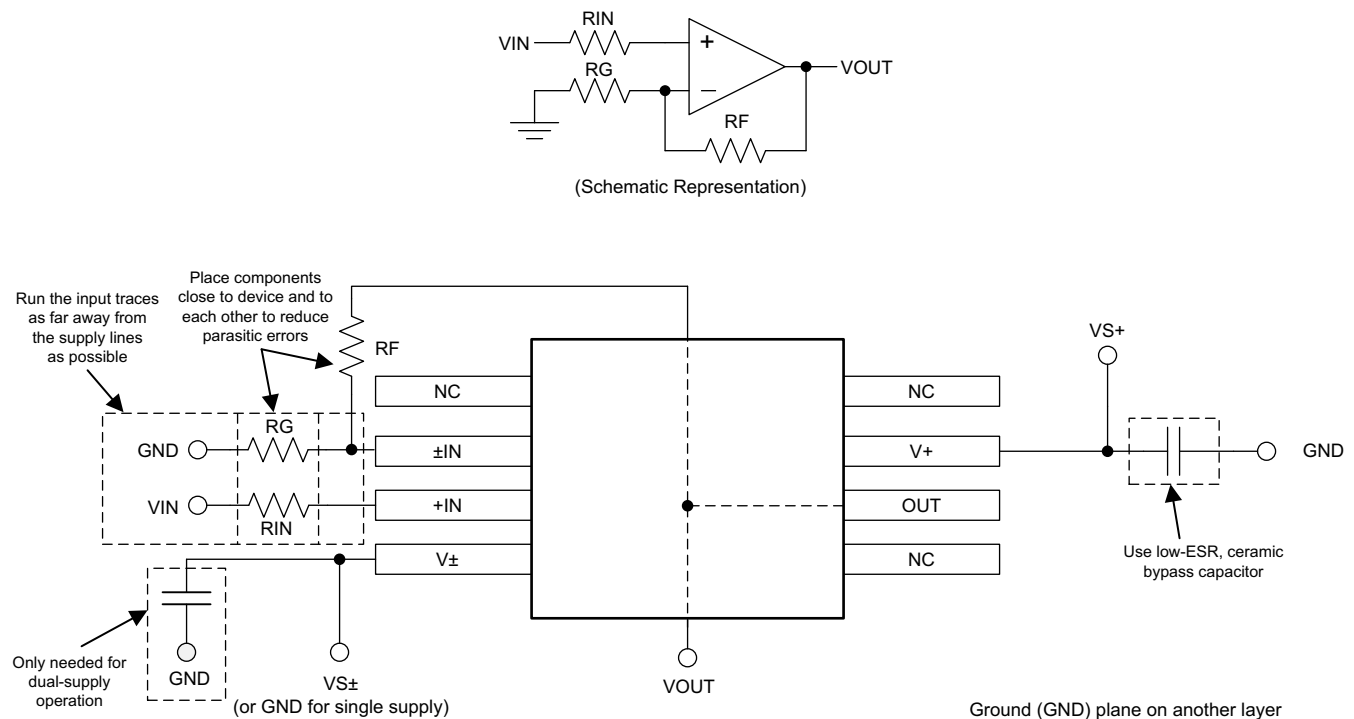 RIN
VIN
+
VOUT
RG
−
RF
(Schematic Representation)
Place components
close to device and to
each other to reduce
parasitic errors
Run the input traces
as far away from
the supply lines
as possible
VS+
RF
NC
NC
RG
GND
±IN
V+
GND
VIN
+IN
OUT
RIN
V±
NC
Use low-ESR, ceramic
bypass capacitor
Only needed for
dual-supply
operation
GND
VS±
(or GND for single supply)
VOUT
Ground (GND) plane on another layer